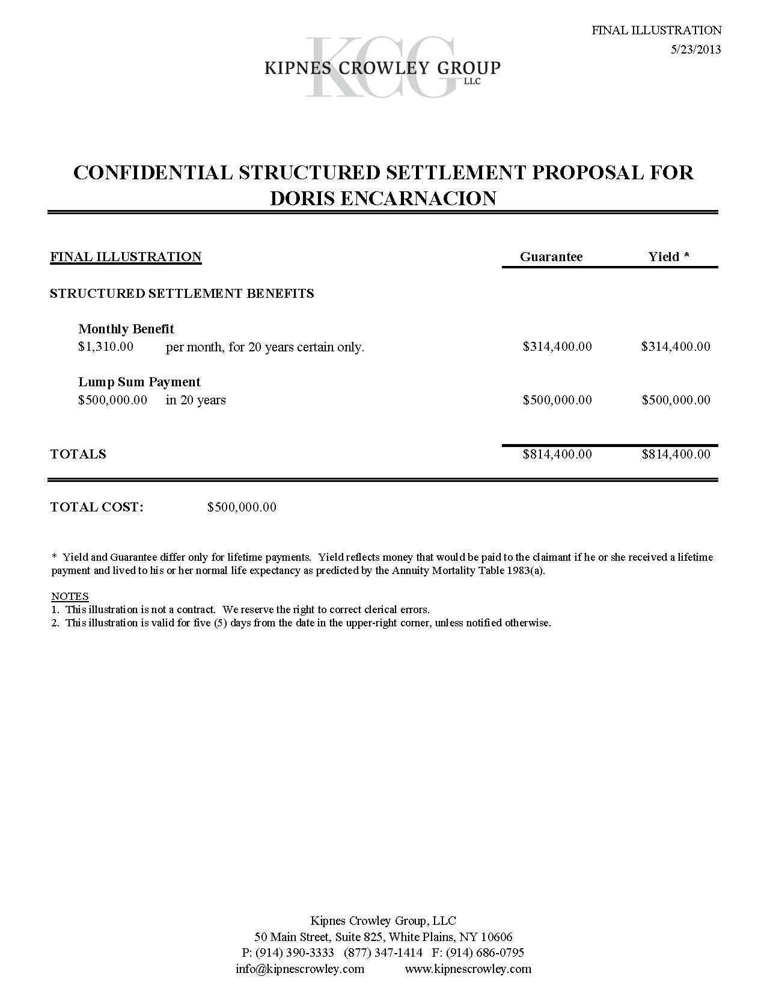 FINAL ILLUSTRATION
5/23/2013
KCG
KIPNES CROWLEY GROUP
LLC
CONFIDENTIAL STRUCTURED SETTLEMENT PROPOSAL FOR
DORIS ENCARNACION
FINAL ILLUSTRATION Guarantee Yield *
STRUCTURED SETTLEMENT BENEFITS
Monthly Benefit
$1,310.00 per month, for 20 years certain only. $314,400.00 $314,400.00
Lump Sum Payment
$500,000.00 in 20 years $500,000.00 $500,000.00
TOTALS $814,400.00 $814,400.00
TOTAL COST: $500,000.00
* Yield and Guarantee differ only for lifetime payments. Yield reflects money that would be paid to the claimant if he or she received a lifetime
payment and lived to his or her normal life expectancy as predicted by the Annuity Mortality Table 1983(a).
NOTES
1. This illustration is not a contract. We reserve the right to correct clerical errors.
2. This illustration is valid for five (5) days from the date in the upper-right corner, unless notified otherwise.
Kipnes Crowley Group, LLC
50 Main Street, Suite 825, White Plains, NY 10606
P: (914) 390-3333 (877) 347-1414 F: (914) 686-0795
info@kipnescrowley.com www.kipnescrowley.com